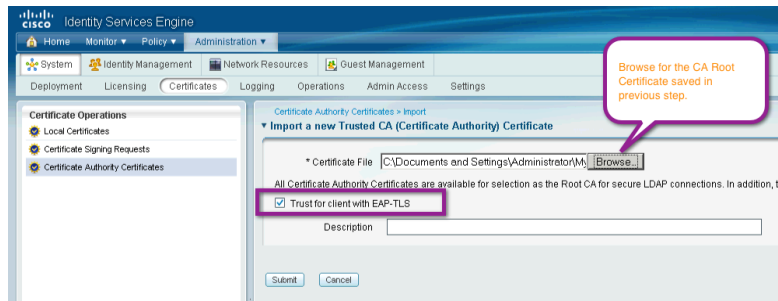 cisco Identity Services Engine
Home Monitor ▼ Policy ▼ Administration ▼
System Identity Management Network Resources Guest Management
Deployment Licensing Certificates Logging Operations Admin Access Settings
Browse for the CA Root
Certificate saved in
previous step.
Certificate Operations
Local Certificates
Certificate Signing Requests
Certificate Authority Certificates
Certificate Authority Certificates > Import
▼ Import a new Trusted CA (Certificate Authority) Certificate
* Certificate File C:\Documents and Settings\Administrator\My Browse...
All Certificate Authority Certificates are available for selection as the Root CA for secure LDAP connections. In addition,
Trust for client with EAP-TLS
Description
Submit Cancel